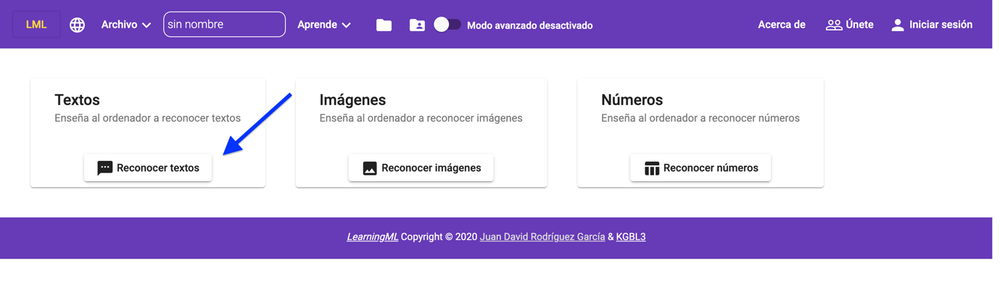 LML Archivo sin nombre Aprende Modo avanzado desactivado Acerca de Únete Iniciar sesión
Textos
Enseña al ordenador a reconocer textos
Reconocer textos
Imágenes
Enseña al ordenador a reconocer imágenes
Reconocer imágenes
Números
Enseña al ordenador a reconocer números
Reconocer números
LearningML Copyright © 2020 Juan David Rodríguez García & KGBL3